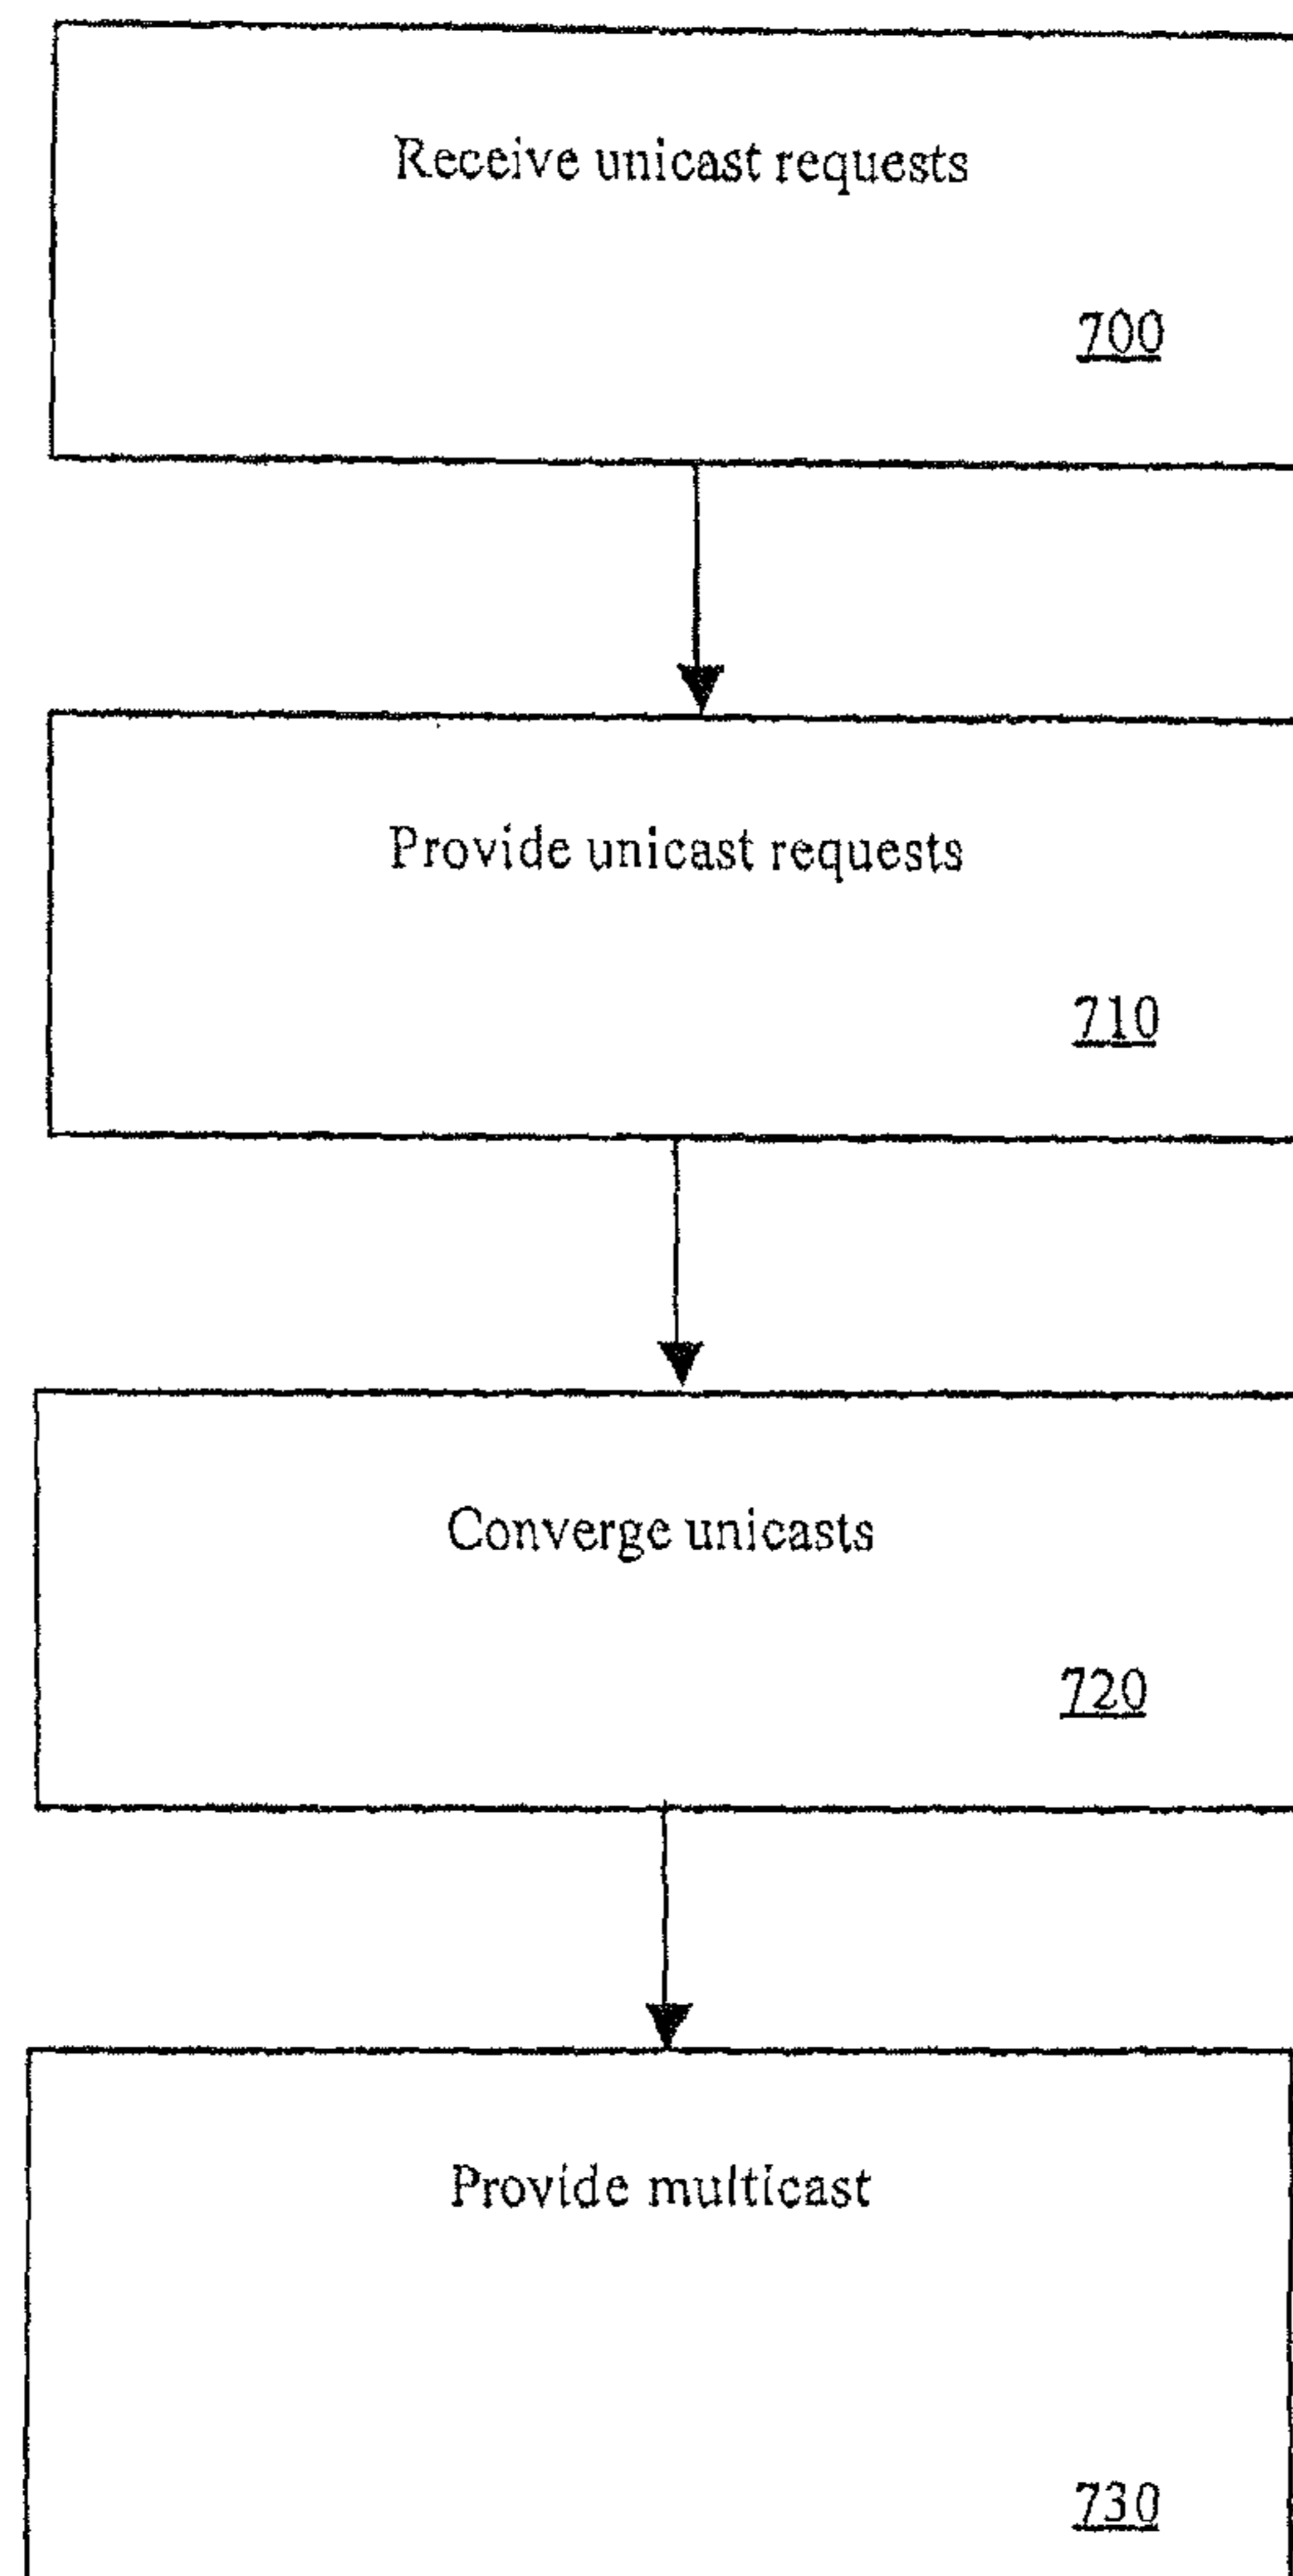 Receive unicast requests
700
Provide unicast requests
710
Converge unicasts
720
Provide multicast
730